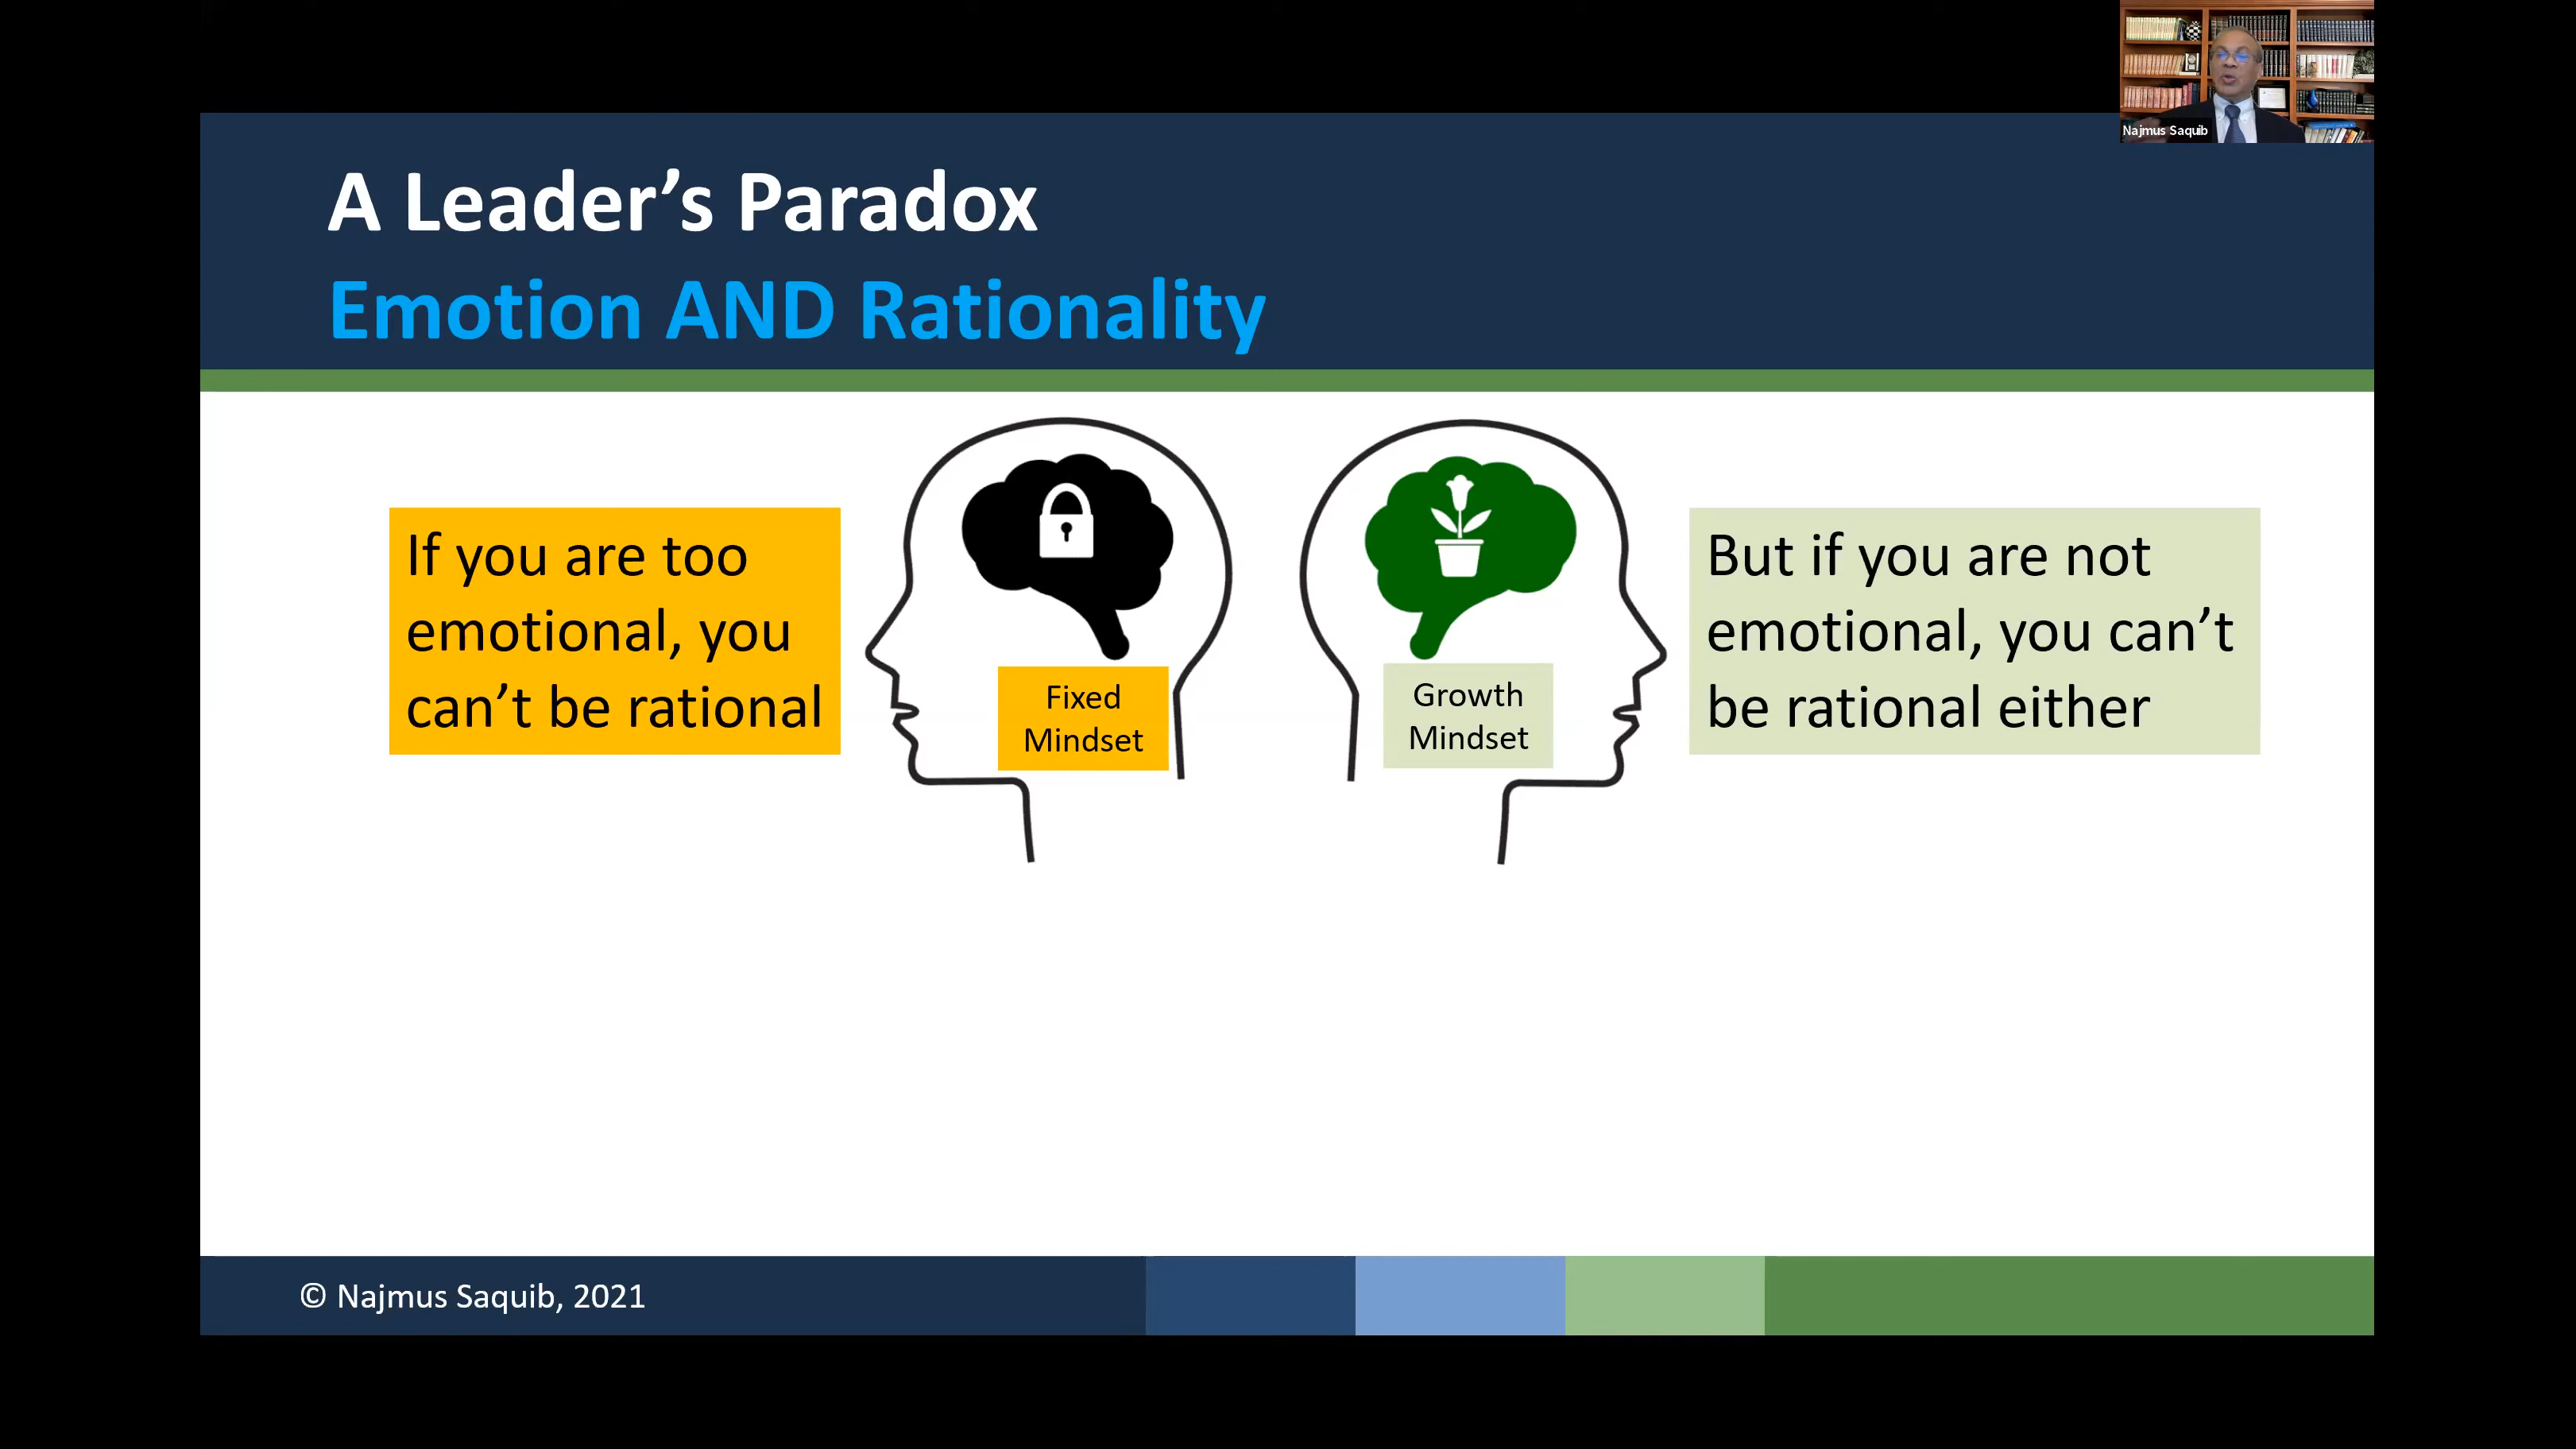 Najmus Saquib
A Leader’s Paradox
Emotion AND Rationality
If you are too
emotional, you
can’t be rational
Fixed
Mindset
Growth
Mindset
But if you are not
emotional, you can’t
be rational either
© Najmus Saquib, 2021